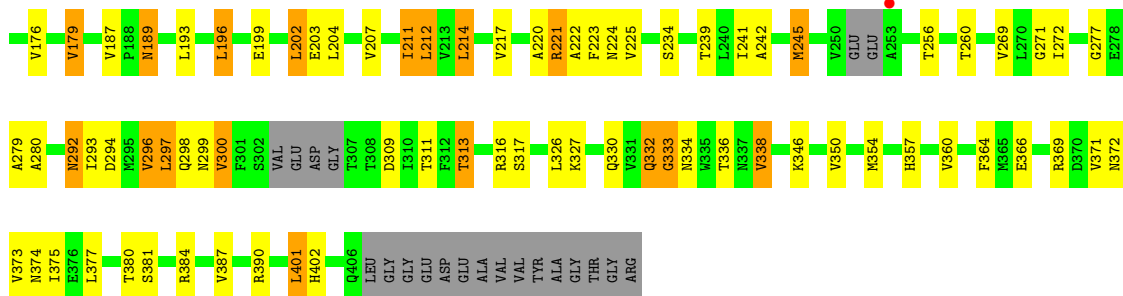 V176 V179 V187 P188 N189 L193 L196 E199 L202 E203 L204 V207 I211 L212 V213 L214 V217 A220 R221 A222 F223 N224 V225 S234 T239 L240 I241 A242 M245 V250 GLU GLU A253 T256 T260 V269 L270 G271 I272 G277 E278
A279 A280 N292 I293 D294 M295 V296 L297 Q298 N299 V300 F301 S302 VAL GLU ASP GLY T307 T308 D309 I310 T311 F312 T313 R316 S317 L326 K327 Q330 V331 Q332 G333 N334 W335 T336 N337 V338 K346 V350 M354 H357 V360 F364 M365 E366 R369 D370 V371 N372
V373 N374 I375 E376 L377 T380 S381 R384 V387 R390 L401 H402 Q406 LEU GLY GLY GLU ASP GLU ALA VAL VAL TYR ALA GLY THR GLY ARG